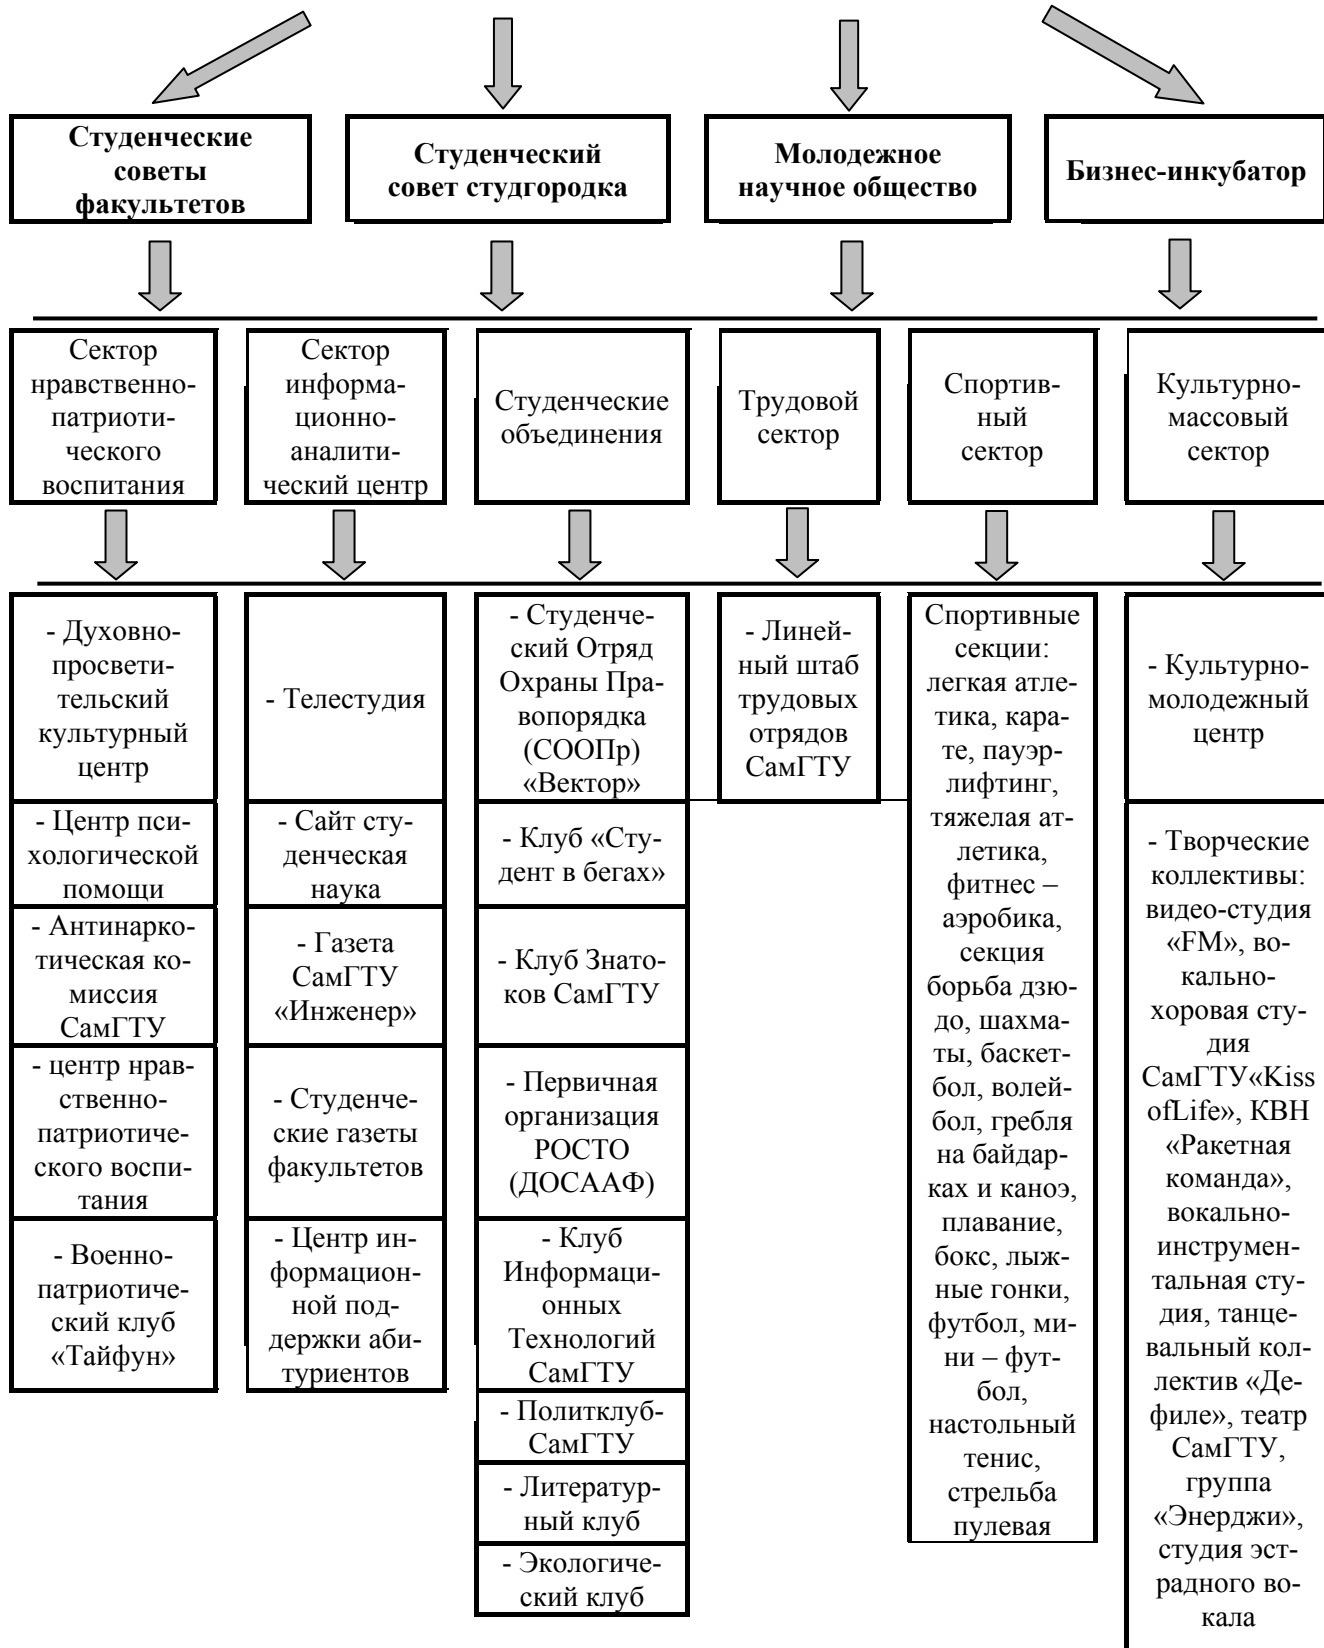 Студенческие
советы
факультетов
Студенческий
совет студгородка
Молодежное
научное общество
Бизнес-инкубатор
Сектор
нравственно-
патриоти-
ческого
воспитания
Сектор
информа-
ционно-
аналити-
ческий центр
Студенческие
объединения
Трудовой
сектор
Спортив-
ный
сектор
Культурно-
массовый
сектор
- Духовно-
просвети-
тельский
культурный
центр
- Центр пси-
хологической
помощи
- Антинарко-
тическая ко-
миссия
СамГТУ
- центр нрав-
ственно-
патриотиче-
ского воспи-
тания
- Военно-
патриотиче-
ский клуб
«Тайфун»
- Телестудия
- Сайт сту-
денческая
наука
- Газета
СамГТУ
«Инженер»
- Студенче-
ские газеты
факультетов
- Центр ин-
формацион-
ной под-
держки аби-
туриентов
- Студенче-
ский Отряд
Охраны Пра-
вопорядка
(СООПр)
«Вектор»
- Клуб «Сту-
дент в бегах»
- Клуб Знато-
ков СамГТУ
- Первичная
организация
РОСТО
(ДОСААФ)
- Клуб
Информаци-
онных
Технологий
СамГТУ
- Политклуб-
СамГТУ
- Литератур-
ный клуб
- Экологиче-
ский клуб
- Линей-
ный штаб
трудовых
отрядов
СамГТУ
Спортивные
секции:
легкая атле-
тика, кара-
те, пауэр-
лифтинг,
тяжелая ат-
летика,
фитнес –
аэробика,
секция
борьба дзю-
до, шахма-
ты, баскет-
бол, волей-
бол, гребля
на байдар-
ках и каноэ,
плавание,
бокс, лыж-
ные гонки,
футбол, ми-
ни – фут-
бол,
настольный
тенис,
стрельба
пулевая
- Культурно-
молодежный
центр
- Творческие
коллективы:
видео-студия
«FM», во-
кально-
хоровая сту-
дия
СамГТУ«Kiss
ofLife», КВН
«Ракетная
команда»,
вокально-
инструмен-
тальная сту-
дия, танце-
вальный кол-
лектив «Де-
филе», театр
СамГТУ,
группа
«Энерджи»,
студия эст-
радного во-
кала